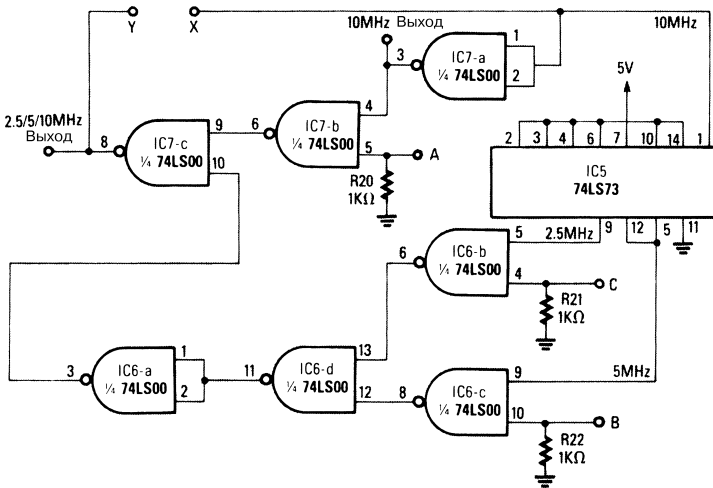 Y
X
10MHz Выход
10MHz
3
1
IC7-a
¼ 74LS00
2
5V
4
2.5/5/10MHz
Выход
8
9
6
IC7-b
¼ 74LS00
IC7-c
¼ 74LS00
10
5
A
R20
1KΩ
2
3
4
6
7
10
14
1
IC5
74LS73
2.5MHz
9
12
5
11
5
6
IC6-b
¼ 74LS00
4
C
R21
1KΩ
3
1
IC6-a
¼ 74LS00
2
11
13
IC6-d
¼ 74LS00
12
8
9
5MHz
IC6-c
¼ 74LS00
10
B
R22
1KΩ